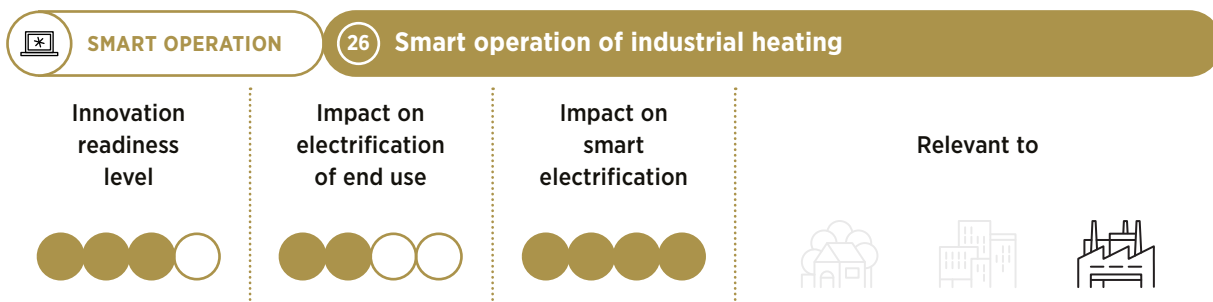 SMART OPERATION
26 Smart operation of industrial heating
Innovation
readiness
level
Impact on
electrification
of end use
Impact on
smart
electrification
Relevant to